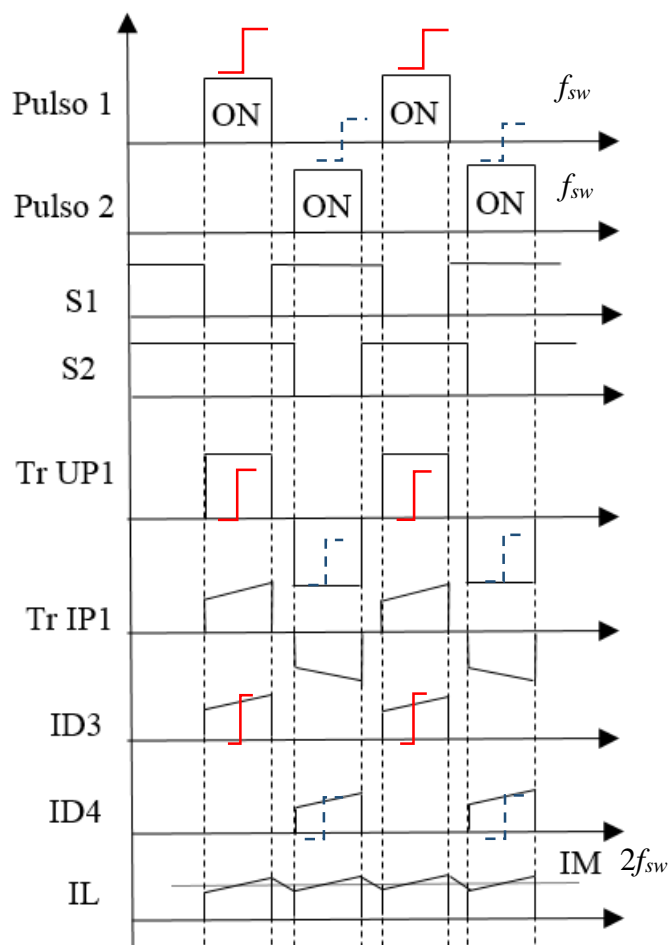 Pulso 1
ON
ON
fsw
Pulso 2
ON
ON
fsw
S1
S2
Tr UP1
Tr IP1
ID3
ID4
IM 2fsw
IL